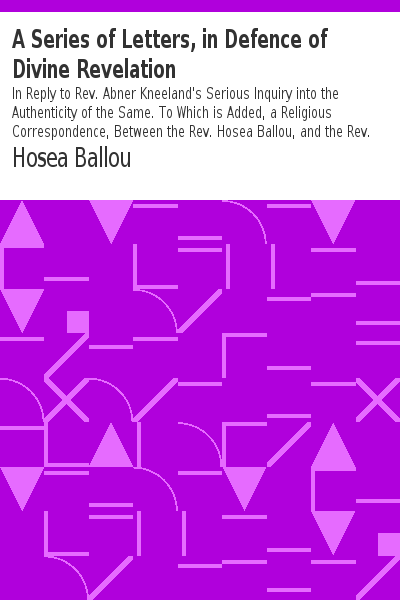 A Series of Letters, in Defence of
Divine Revelation
In Reply to Rev. Abner Kneeland's Serious Inquiry into the
Authenticity of the Same. To Which is Added, a Religious
Correspondence, Between the Rev. Hosea Ballou, and the Rev.
Hosea Ballou